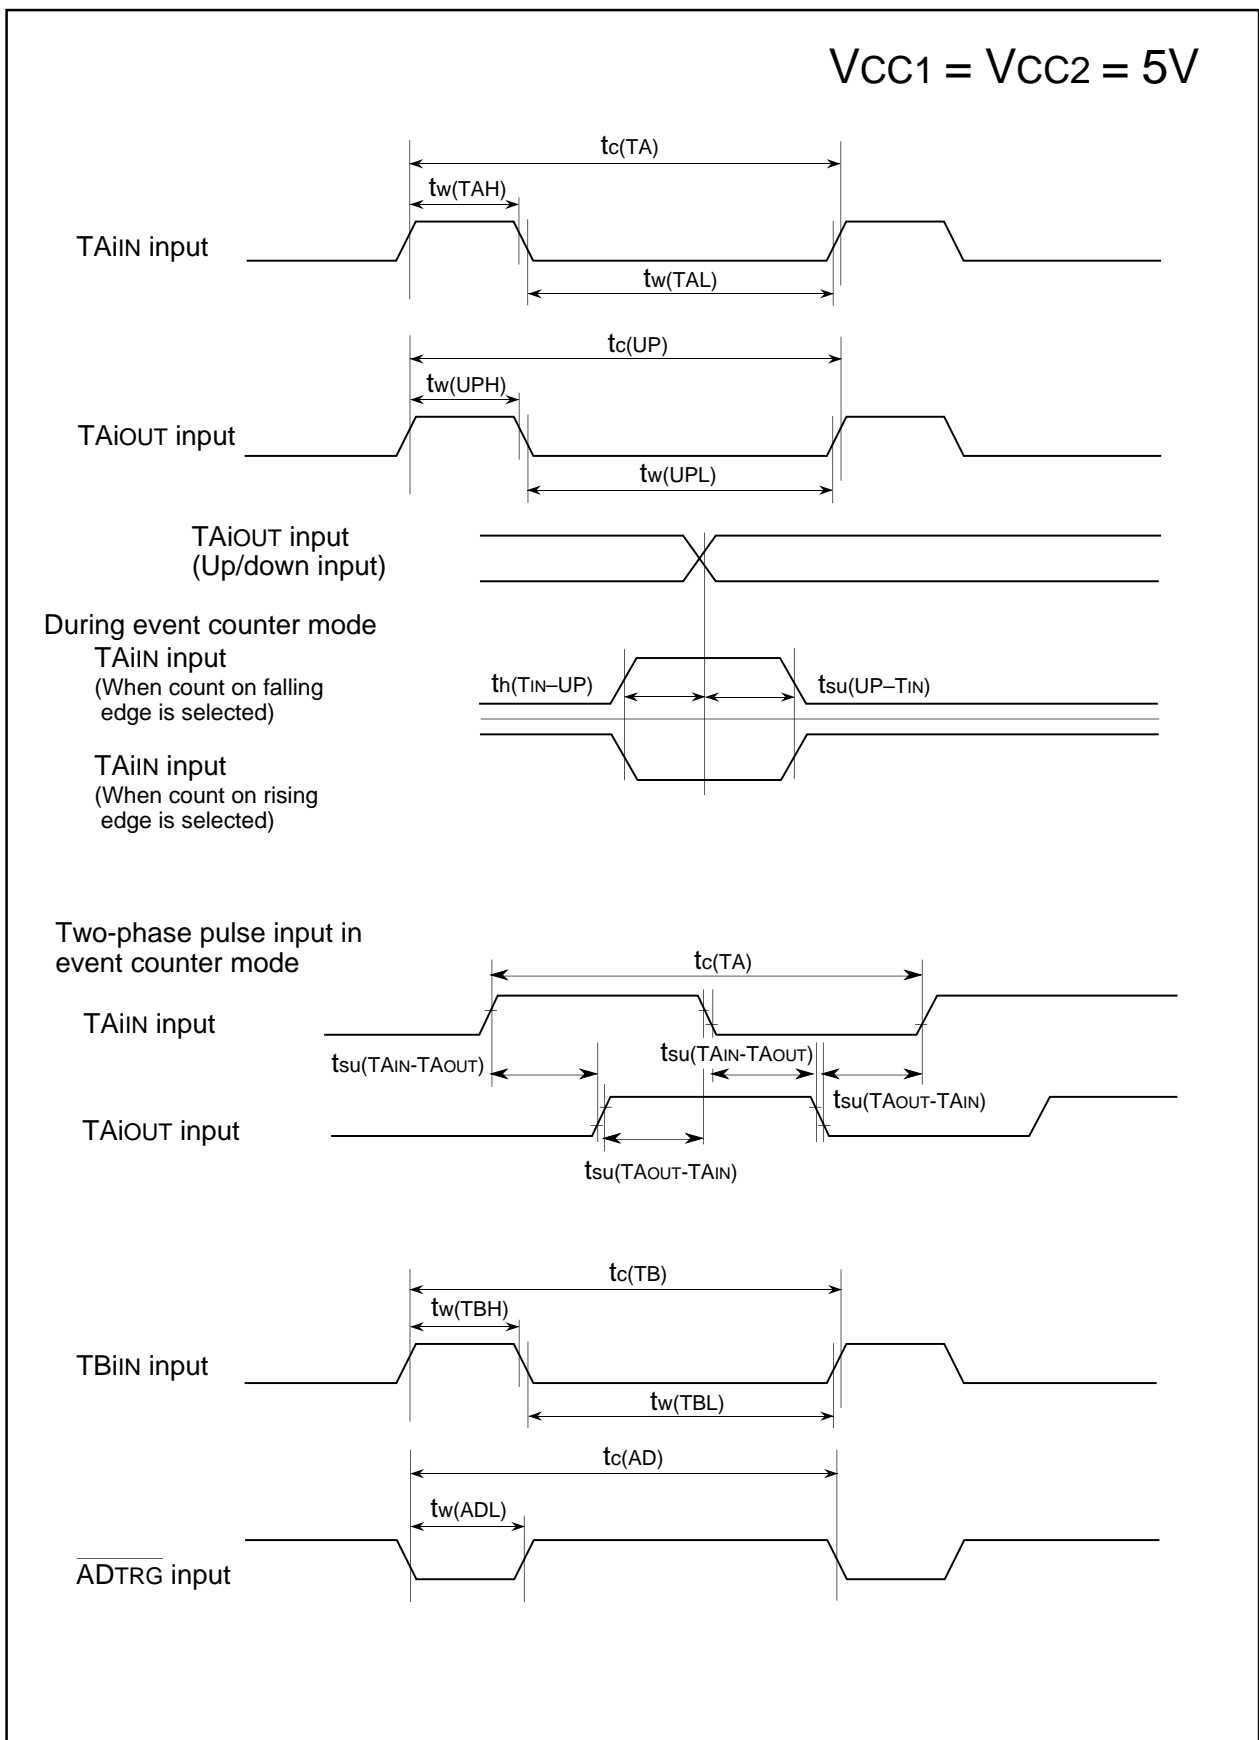 VCC1 = VCC2 = 5V
tc(TA)
tw(TAH)
TAiIN input
tw(TAL)
tc(UP)
tw(UPH)
TAiOUT input
tw(UPL)
TAiOUT input
(Up/down input)
During event counter mode
TAiIN input
(When count on falling
edge is selected)
th(TIN–UP)
tsu(UP–TIN)
TAiIN input
(When count on rising
edge is selected)
Two-phase pulse input in
event counter mode
tc(TA)
TAiIN input
tsu(TAIN-TAOUT)
tsu(TAIN-TAOUT)
tsu(TAOUT-TAIN)
TAiOUT input
tsu(TAOUT-TAIN)
tc(TB)
tw(TBH)
TBiIN input
tw(TBL)
tc(AD)
tw(ADL)
ADTRG input